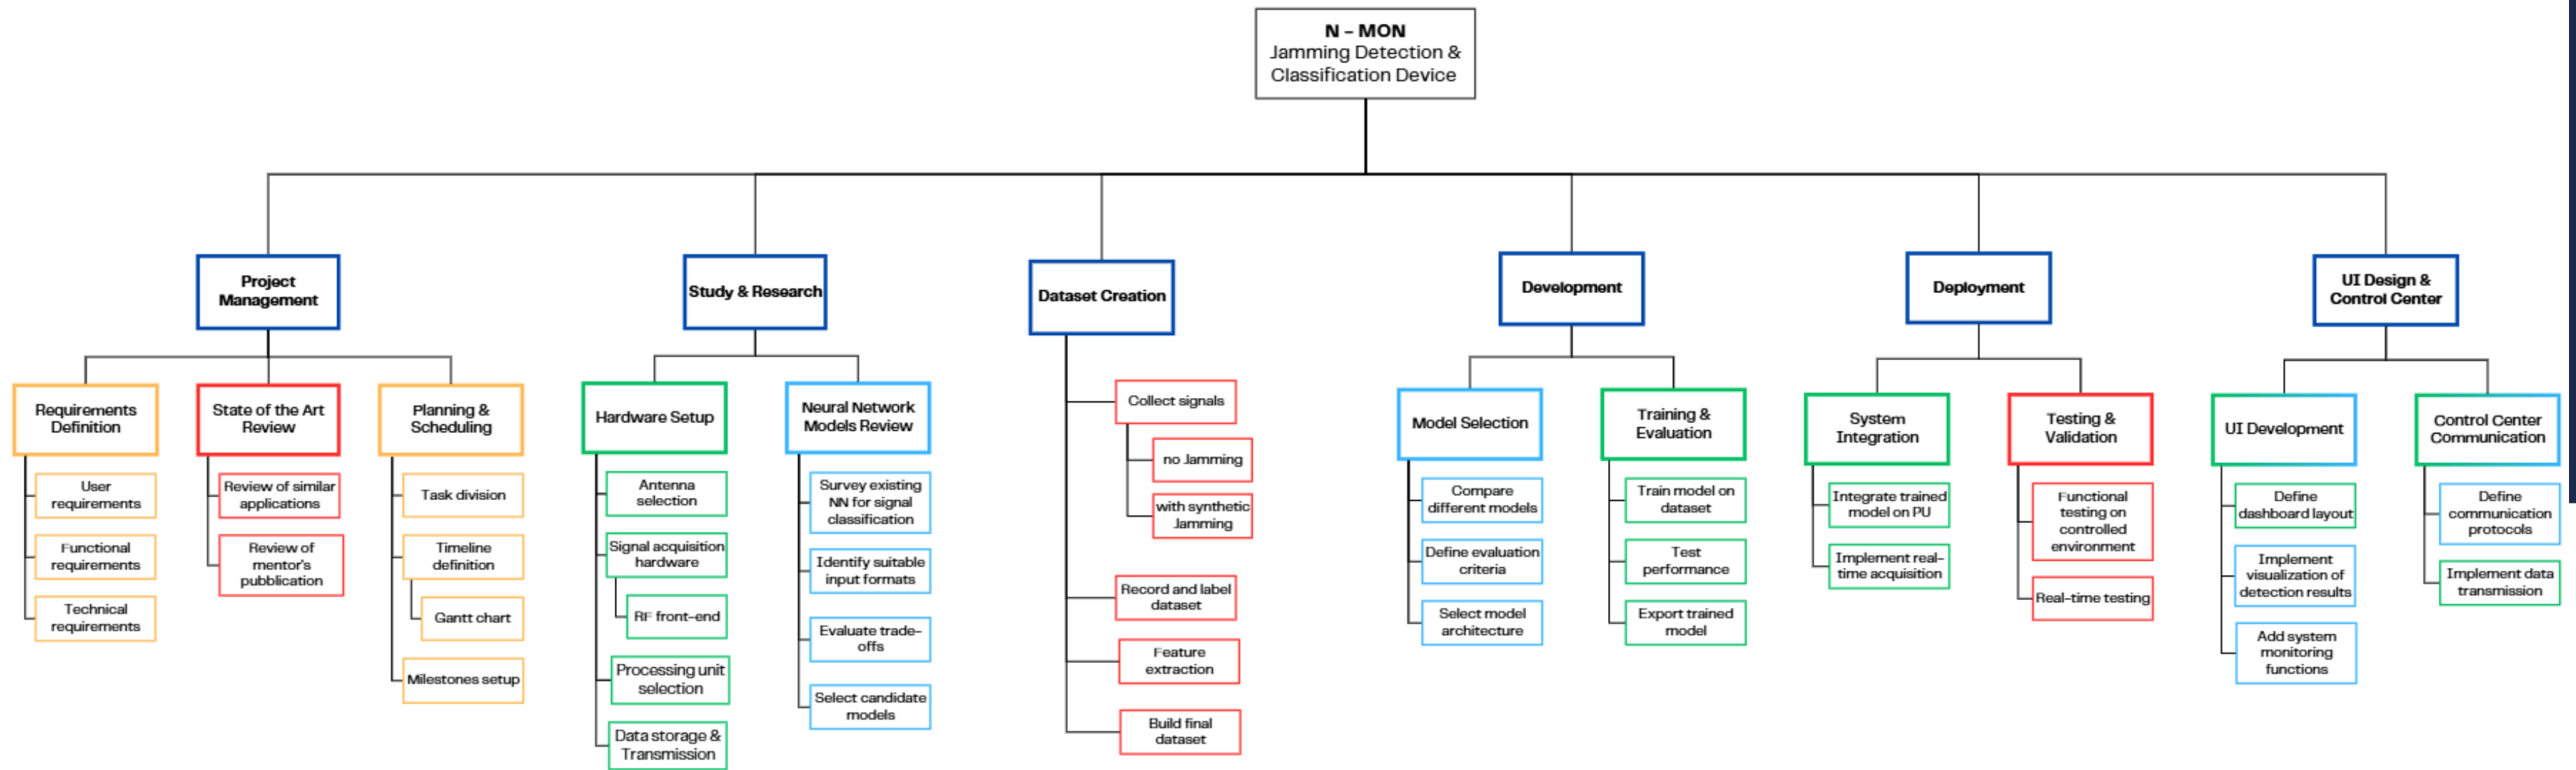 N – MON
Jamming Detection &
Classification Device
Project
Management
Requirements
Definition
User
requirements
Functional
requirements
Technical
requirements
State of the Art
Review
Review of similar
applications
Review of
mentor's
pubblication
Planning &
Scheduling
Task division
Timeline
definition
Gantt chart
Milestones setup
Study & Research
Hardware Setup
Antenna
selection
Signal acquisition
hardware
RF front-end
Processing unit
selection
Data storage &
Transmission
Neural Network
Models Review
Survey existing
NN for signal
classification
Identify suitable
input formats
Evaluate trade-
offs
Select candidate
models
Dataset Creation
Collect signals
no Jamming
with synthetic
Jamming
Record and label
dataset
Feature
extraction
Build final
dataset
Development
Model Selection
Compare
different models
Define evaluation
criteria
Select model
architecture
Training &
Evaluation
Train model on
dataset
Test
performance
Export trained
model
Deployment
System
Integration
Integrate trained
model on PU
Implement real-
time acquisition
Testing &
Validation
Functional
testing on
controlled
environment
Real-time testing
UI Design &
Control Center
UI Development
Define
dashboard layout
Implement
visualization of
detection results
Add system
monitoring
functions
Control Center
Communication
Define
communication
protocols
Implement data
transmission